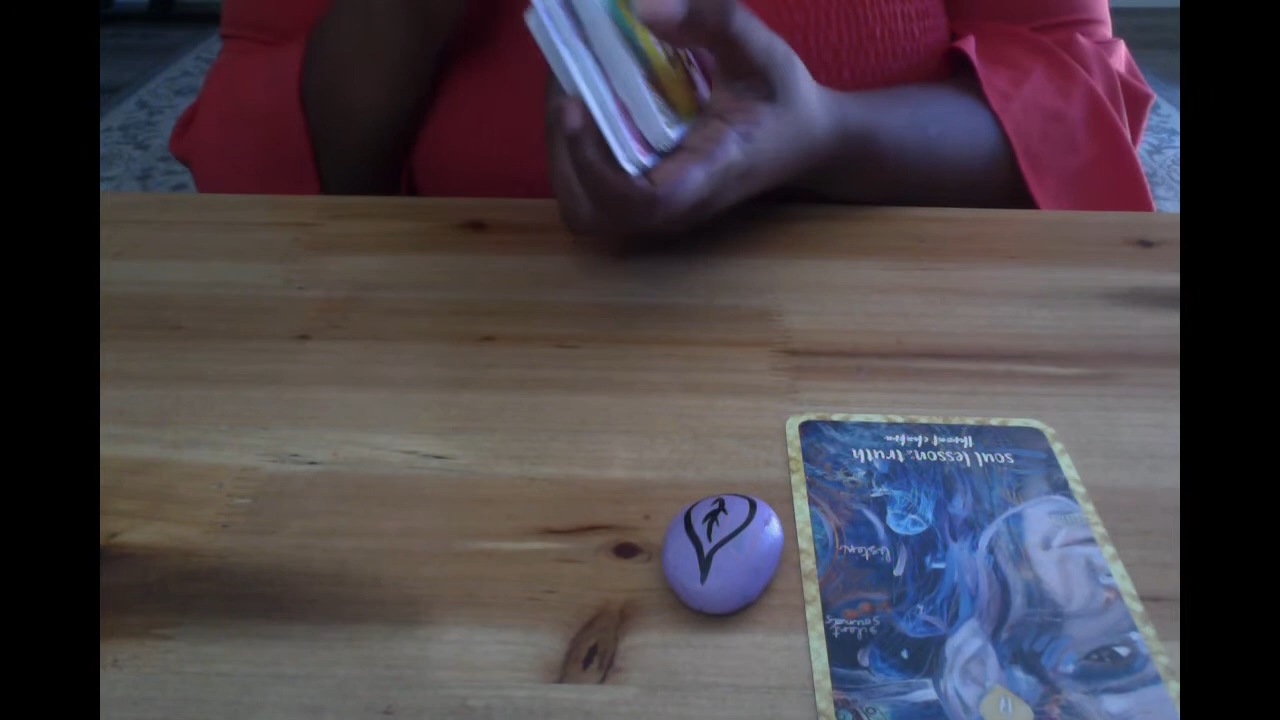 soul lesson: truth
throat chakra
listen
silent
sounds